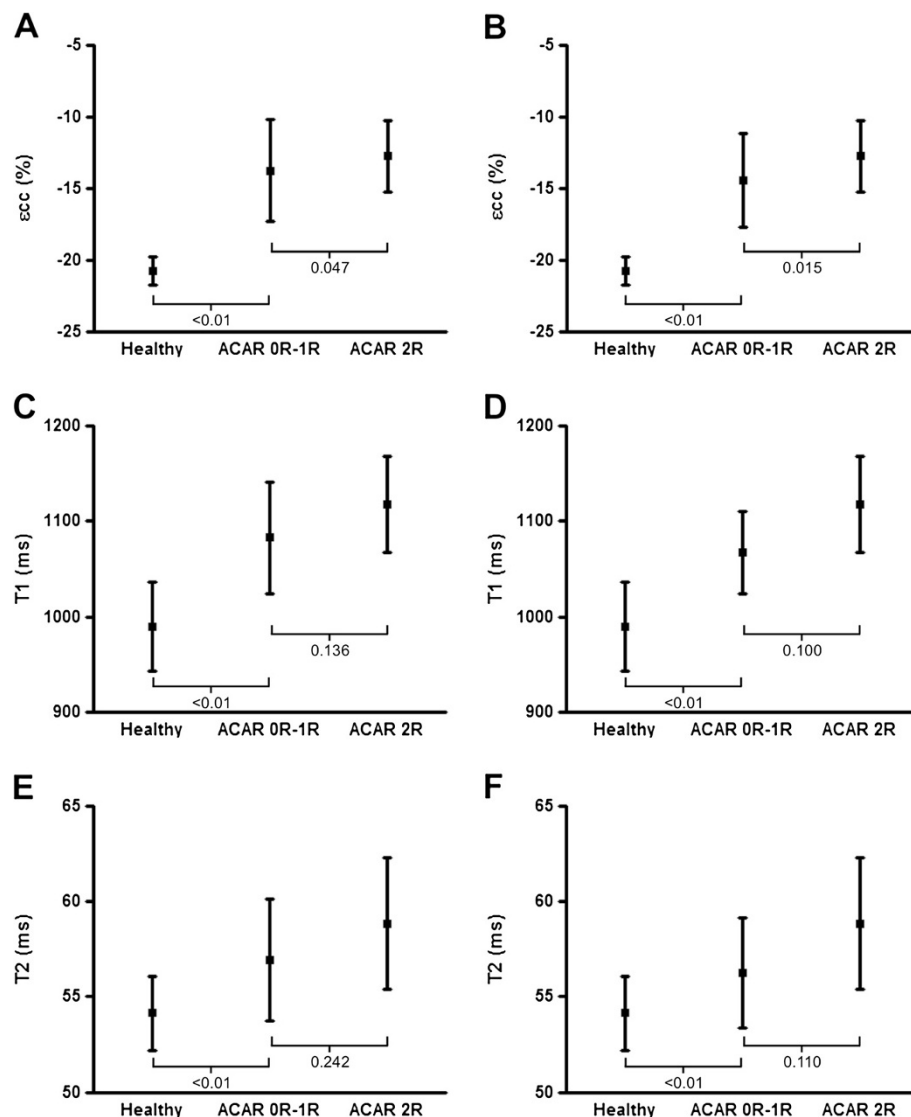 A
-5
-10
-15
-20
-25
εcc (%)
0.047
<0.01
Healthy ACAR 0R-1R ACAR 2R
B
-5
-10
-15
-20
-25
εcc (%)
0.015
<0.01
Healthy ACAR 0R-1R ACAR 2R
C
1200
1100
1000
900
T1 (ms)
0.136
<0.01
Healthy ACAR 0R-1R ACAR 2R
D
1200
1100
1000
900
T1 (ms)
0.100
<0.01
Healthy ACAR 0R-1R ACAR 2R
E
65
60
55
50
T2 (ms)
0.242
<0.01
Healthy ACAR 0R-1R ACAR 2R
F
65
60
55
50
T2 (ms)
0.110
<0.01
Healthy ACAR 0R-1R ACAR 2R